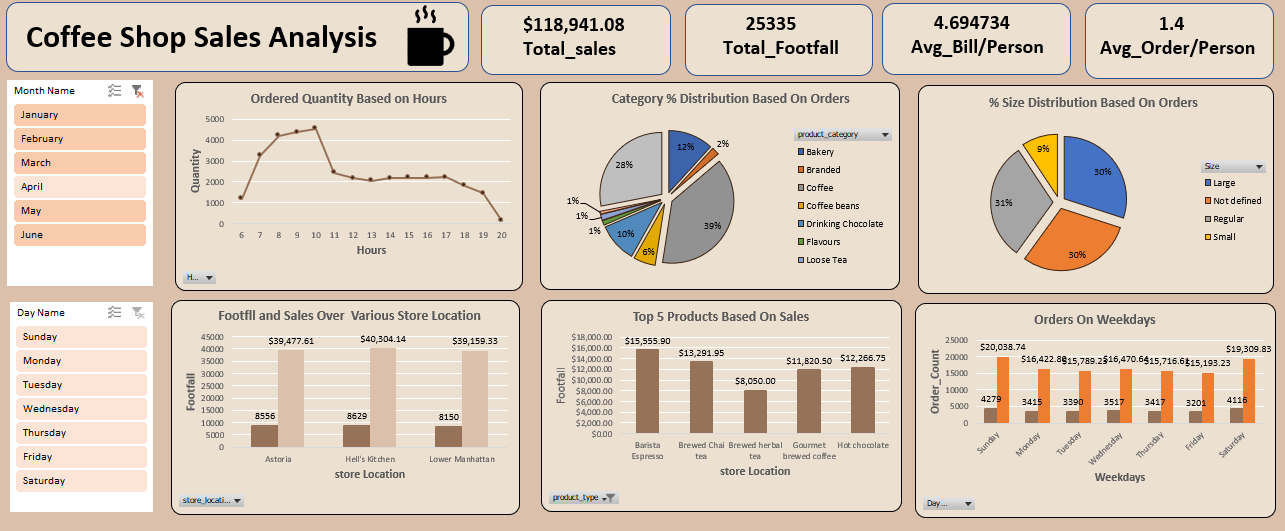 Coffee Shop Sales Analysis
$118,941.08
Total_sales
25335
Total_Footfall
4.694734
Avg_Bill/Person
1.4
Avg_Order/Person
Month Name
January
February
March
April
May
June
Ordered Quantity Based on Hours
5000
4000
3000
2000
1000
0
Quantity
6 7 8 9 10 11 12 13 14 15 16 17 18 19 20
Hours
H...
Category % Distribution Based On Orders
12%
2%
39%
6%
10%
1%
1%
1%
28%
product_category
Bakery
Branded
Coffee
Coffee beans
Drinking Chocolate
Flavours
Loose Tea
% Size Distribution Based On Orders
9%
30%
31%
30%
Size
Large
Not defined
Regular
Small
Day Name
Sunday
Monday
Tuesday
Wednesday
Thursday
Friday
Saturday
Footfll and Sales Over Various Store Location
45000
40000
35000
30000
25000
20000
15000
10000
5000
0
Footfall
$39,477.61 $40,304.14 $39,159.33
8556 8629 8150
Astoria Hell's Kitchen Lower Manhattan
store Location
store_locati...
Top 5 Products Based On Sales
$18,000.00
$16,000.00
$14,000.00
$12,000.00
$10,000.00
$8,000.00
$6,000.00
$4,000.00
$2,000.00
$0.00
Footfall
$15,555.90 $13,291.95 $8,050.00 $11,820.50 $12,266.75
Barista Espresso
Brewed Chai tea
Brewed herbal tea
Gourmet brewed coffee
Hot chocolate
store Location
product_type
Orders On Weekdays
25000
20000
15000
10000
5000
0
Order_Count
$20,038.74 $16,422.80 $15,789.25 $16,470.64 $15,716.61 $15,193.23 $19,309.83
4279 3415 3390 3517 3417 3201 4116
Sunday Monday Tuesday Wednesday Thursday Friday Saturday
Weekdays
Day...